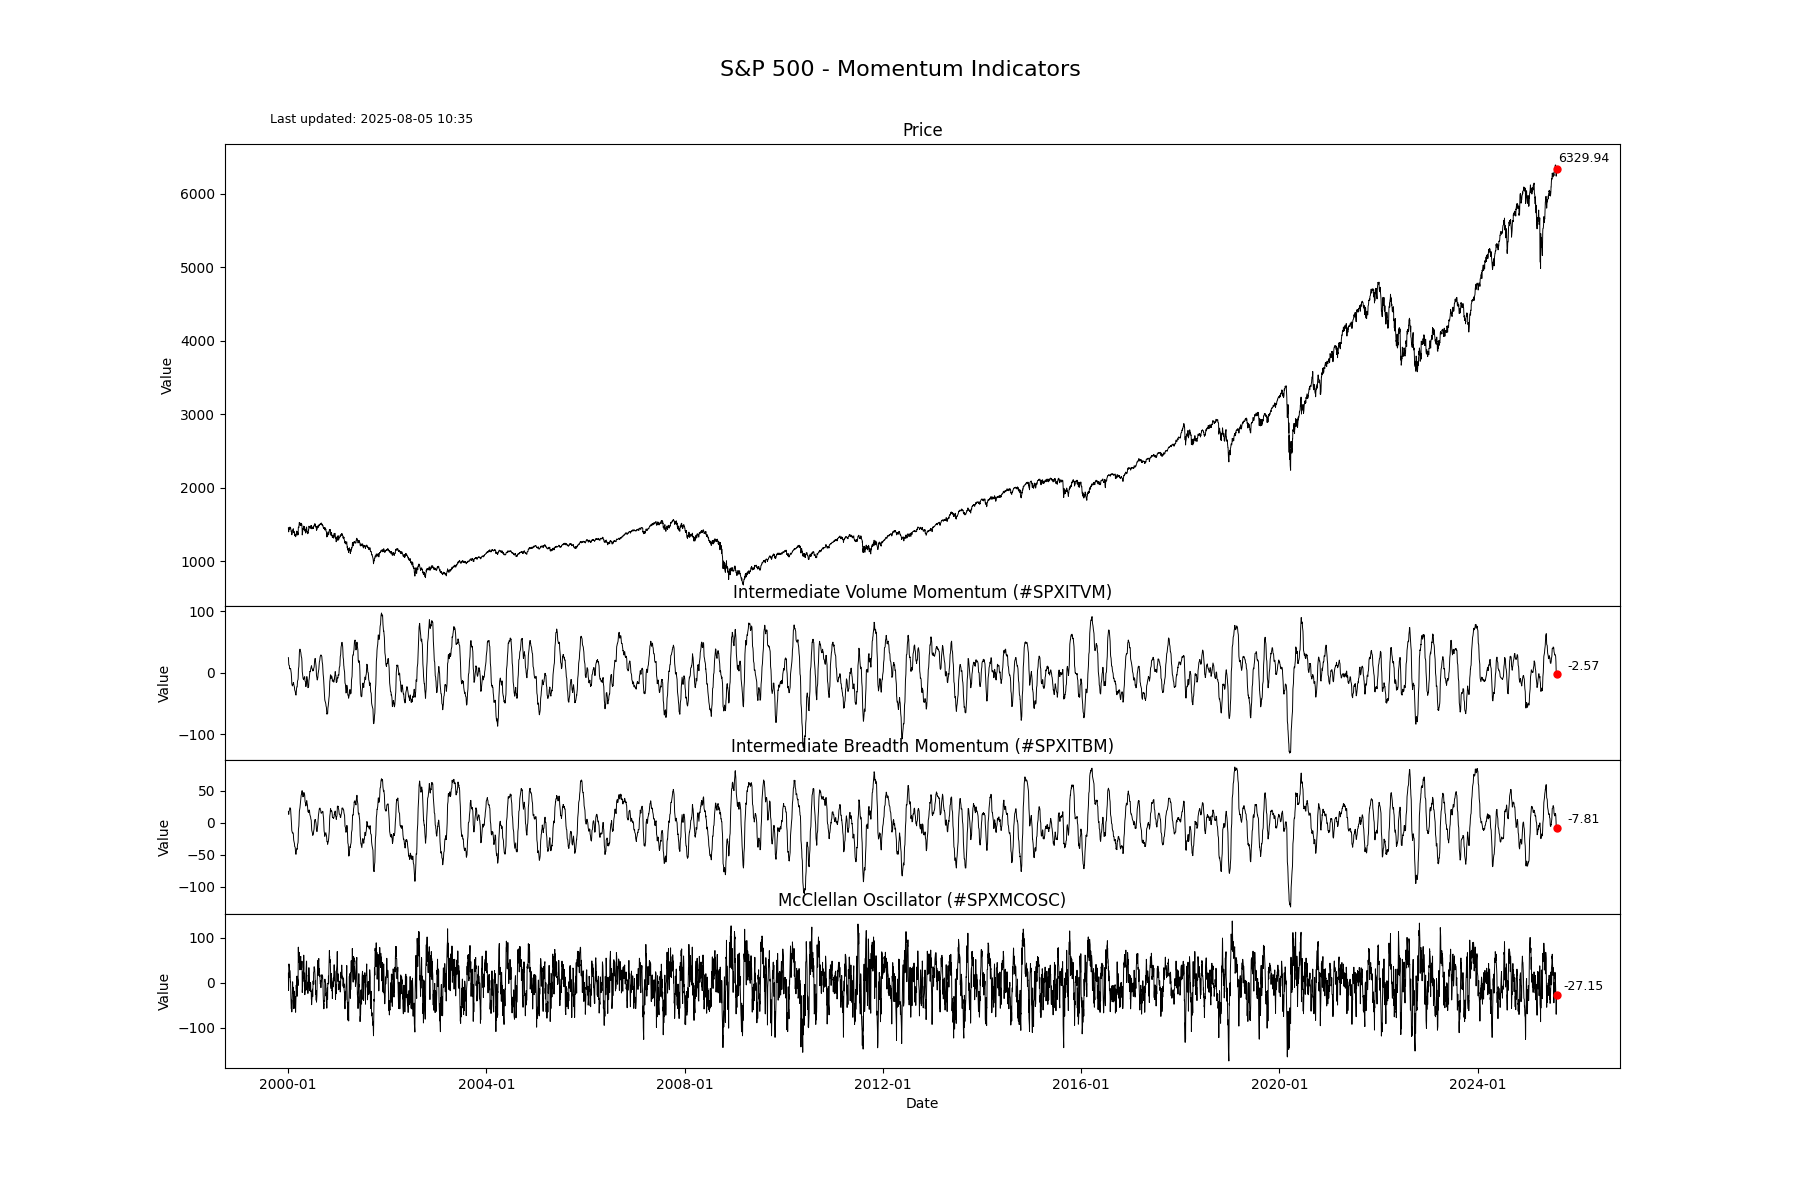 S&P 500 - Momentum Indicators
Last updated: 2025-08-05 10:35
Price
6329.94
6000
5000
4000
3000
2000
1000
Value
Intermediate Volume Momentum (#SPXITVM)
100
0
−100
Value
-2.57
Intermediate Breadth Momentum (#SPXITBM)
50
0
−50
−100
Value
-7.81
McClellan Oscillator (#SPXMCOSC)
100
0
−100
Value
-27.15
2000-01 2004-01 2008-01 2012-01 2016-01 2020-01 2024-01
Date